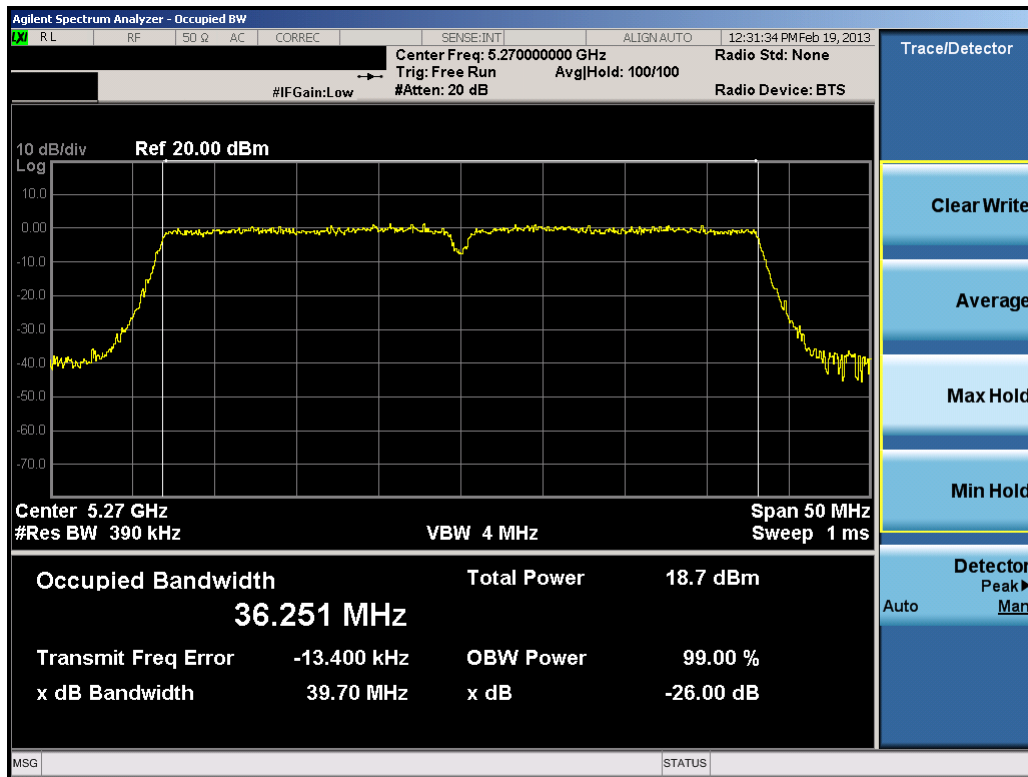 Agilent Spectrum Analyzer - Occupied BW
LXI RL RF 50 Ω AC CORREC SENSE:INT ALIGN AUTO 12:31:34 PM Feb 19, 2013
Center Freq: 5.270000000 GHz Radio Std: None
Trig: Free Run Avg|Hold: 100/100
#IFGain:Low #Atten: 20 dB Radio Device: BTS
10 dB/div Ref 20.00 dBm
Log
10.0
0.00
-10.0
-20.0
-30.0
-40.0
-50.0
-60.0
-70.0
Center 5.27 GHz Span 50 MHz
#Res BW 390 kHz VBW 4 MHz Sweep 1 ms
Occupied Bandwidth Total Power 18.7 dBm
36.251 MHz
Transmit Freq Error -13.400 kHz OBW Power 99.00 %
x dB Bandwidth 39.70 MHz x dB -26.00 dB
MSG STATUS
Trace/Detector
Clear Write
Average
Max Hold
Min Hold
Detector
Peak▶
Auto Man